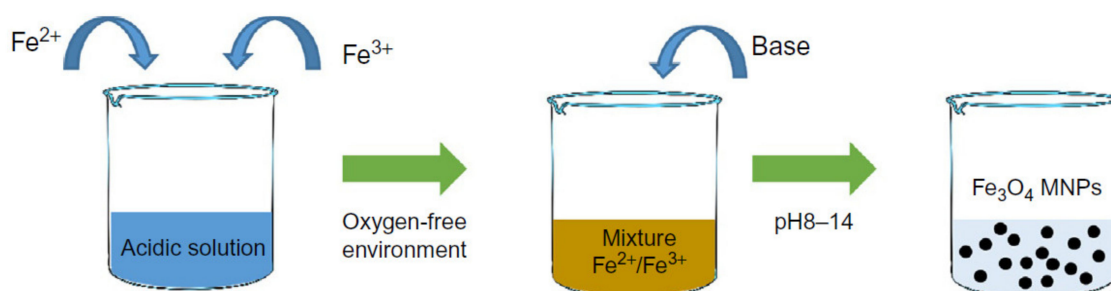 Fe²⁺
Fe³⁺
Acidic solution
Oxygen-free
environment
Base
Mixture
Fe²⁺/Fe³⁺
pH8–14
Fe₃O₄ MNPs